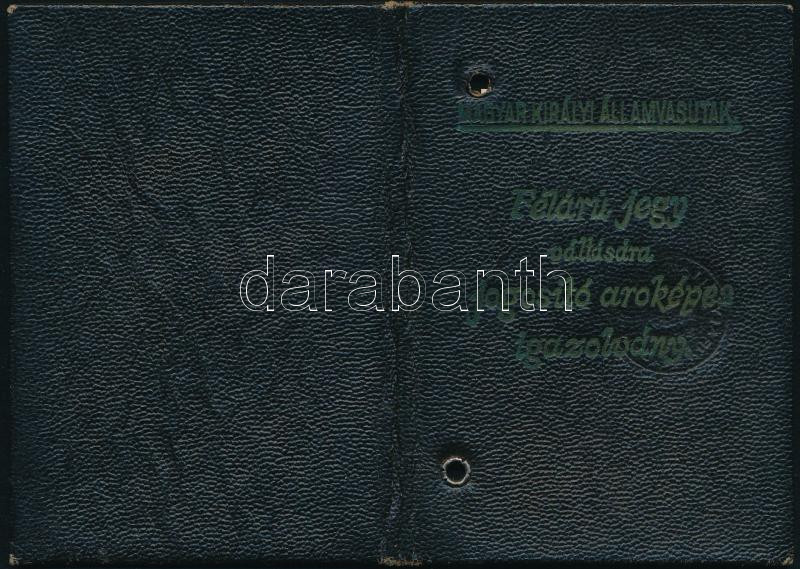 MAGYAR KIRÁLYI ÁLLAMVASUTAK.
Félárú jegy
váltására
jogosító arcképes
igazolvány.
darabanth